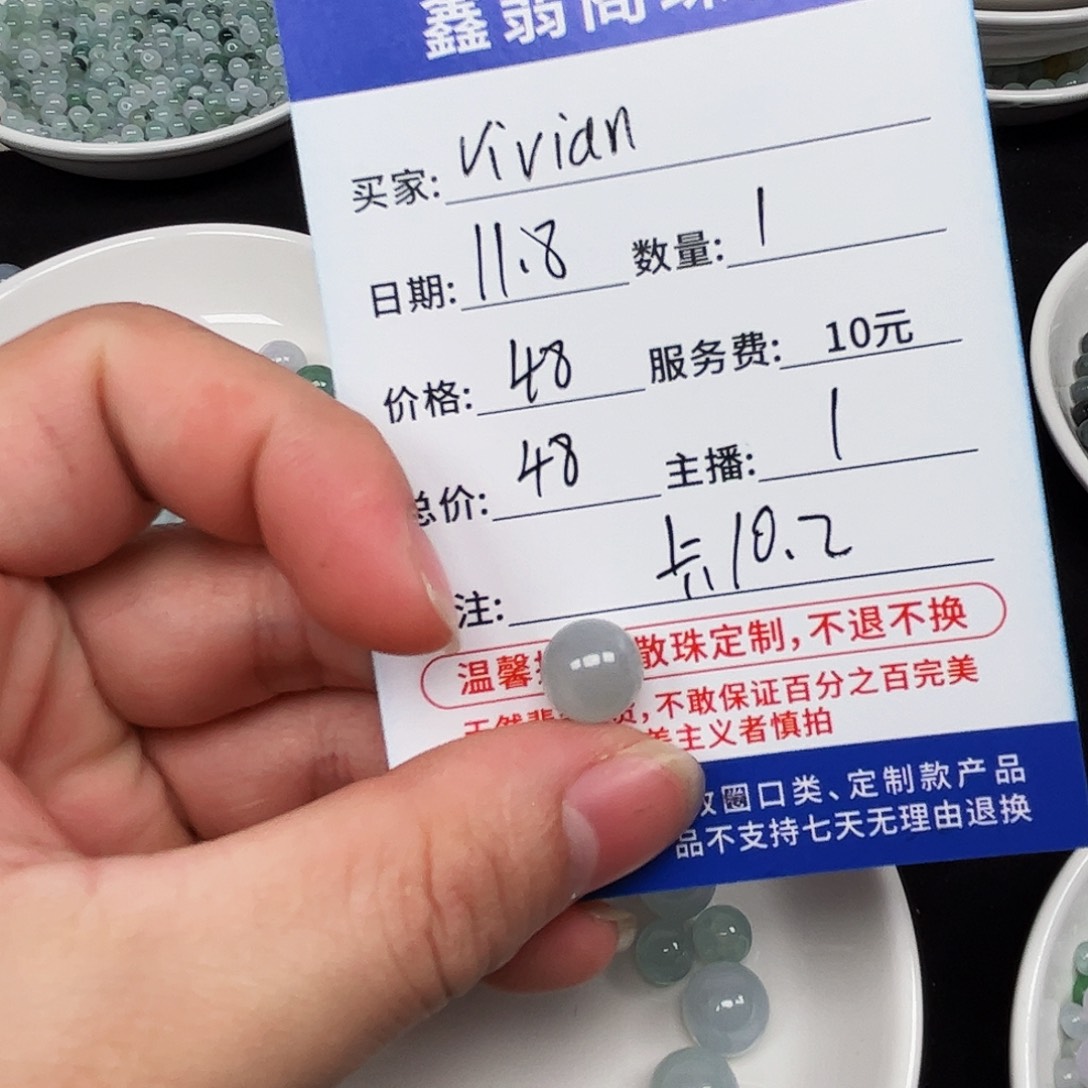 鑫翡
买家: Vivian
日期: 11.8 数量: 1
价格: 48 服务费: 10元
总价: 48 主播: 1
注: 卡10.2
温馨 散珠定制,不退不换
天然 货,不敢保证百分之百完美
美主义者慎拍
圈口类、定制款产品
品不支持七天无理由退换